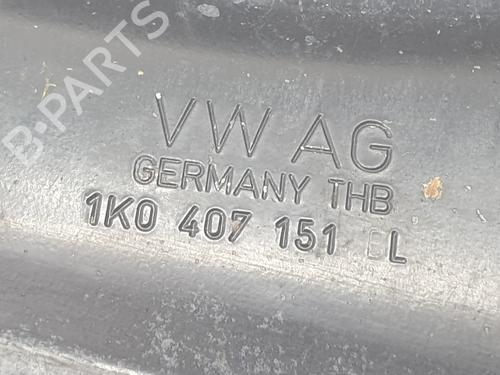 B-PARTS
VW AG
GERMANY THB
1K0 407 151 L